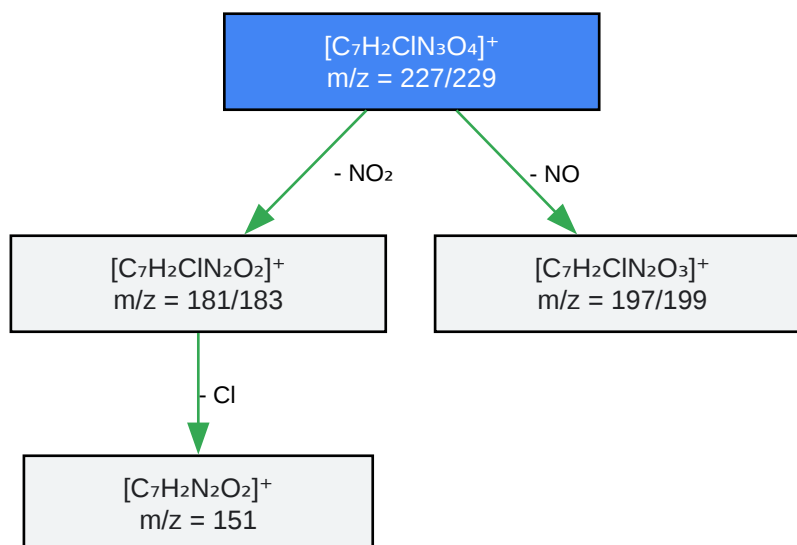 [C₇H₂ClN₃O₄]⁺
m/z = 227/229
- NO₂
- NO
[C₇H₂ClN₂O₂]⁺
m/z = 181/183
[C₇H₂ClN₂O₃]⁺
m/z = 197/199
- Cl
[C₇H₂N₂O₂]⁺
m/z = 151